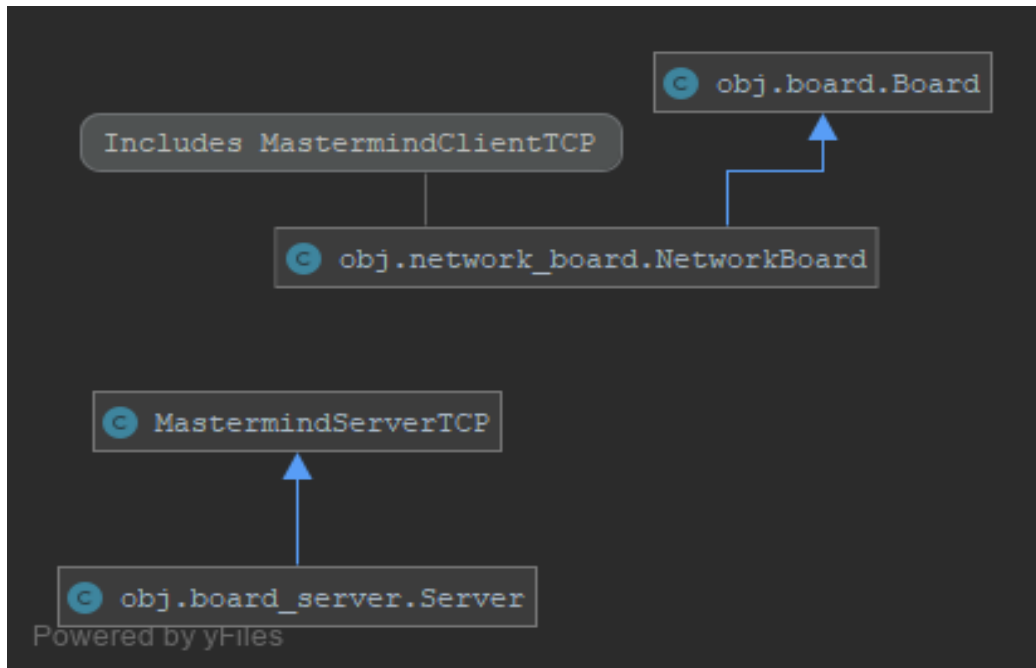 C obj.board.Board
Includes MastermindClientTCP
C obj.network_board.NetworkBoard
C MastermindServerTCP
C obj.board_server.Server
Powered by yFiles